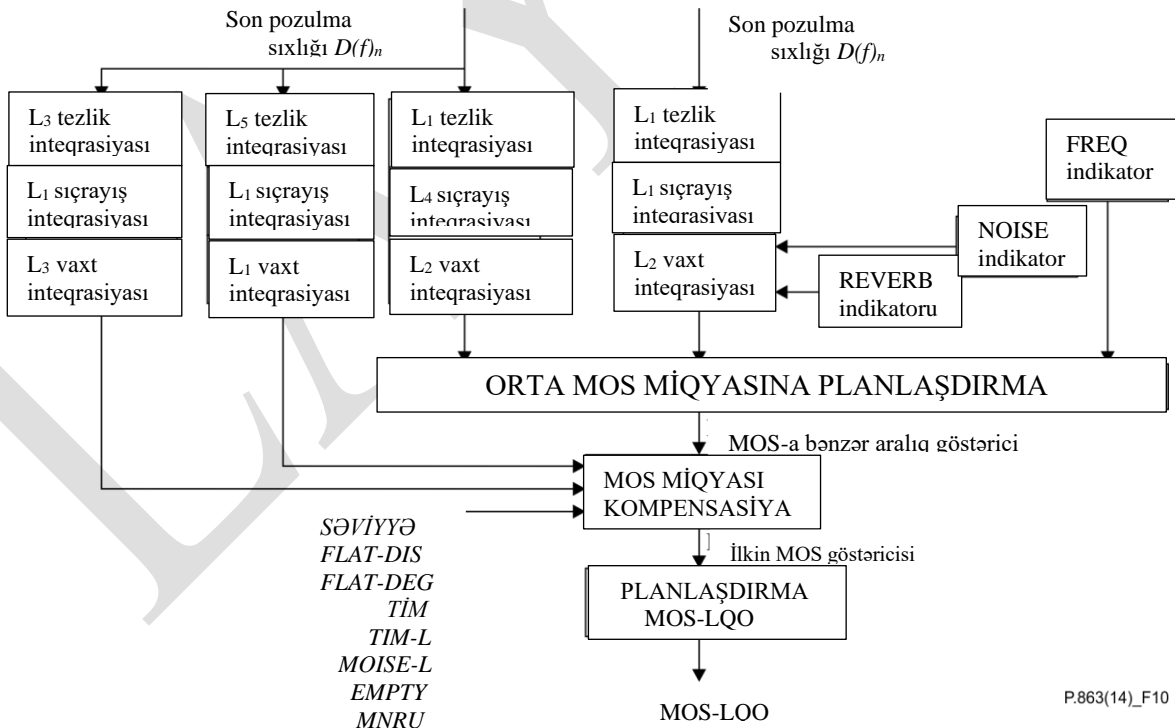 Son pozulma
sıxlığı D(f)n
Son pozulma
sıxlığı D(f)n
L3 tezlik
inteqrasiyası
L1 sıçrayış
inteqrasiyası
L3 vaxt
inteqrasiyası
L5 tezlik
inteqrasiyası
L1 sıçrayış
inteqrasiyası
L1 vaxt
inteqrasiyası
L1 tezlik
inteqrasiyası
L4 sıçrayış
inteqrasiyası
L2 vaxt
inteqrasiyası
L1 tezlik
inteqrasiyası
L1 sıçrayış
inteqrasiyası
L2 vaxt
inteqrasiyası
FREQ
indikator
NOISE
indikator
REVERB
indikatoru
ORTA MOS MİQYASINA PLANLAŞDIRMA
MOS-a bənzər aralıq göstərici
MOS MİQYASI
KOMPENSASİYA
SƏVİYYƏ
FLAT-DIS
FLAT-DEG
TİM
TIM-L
MOISE-L
EMPTY
MNRU
İlkin MOS göstəricisi
PLANLAŞDIRMA
MOS-LQO
MOS-LQO
P.863(14)_F10